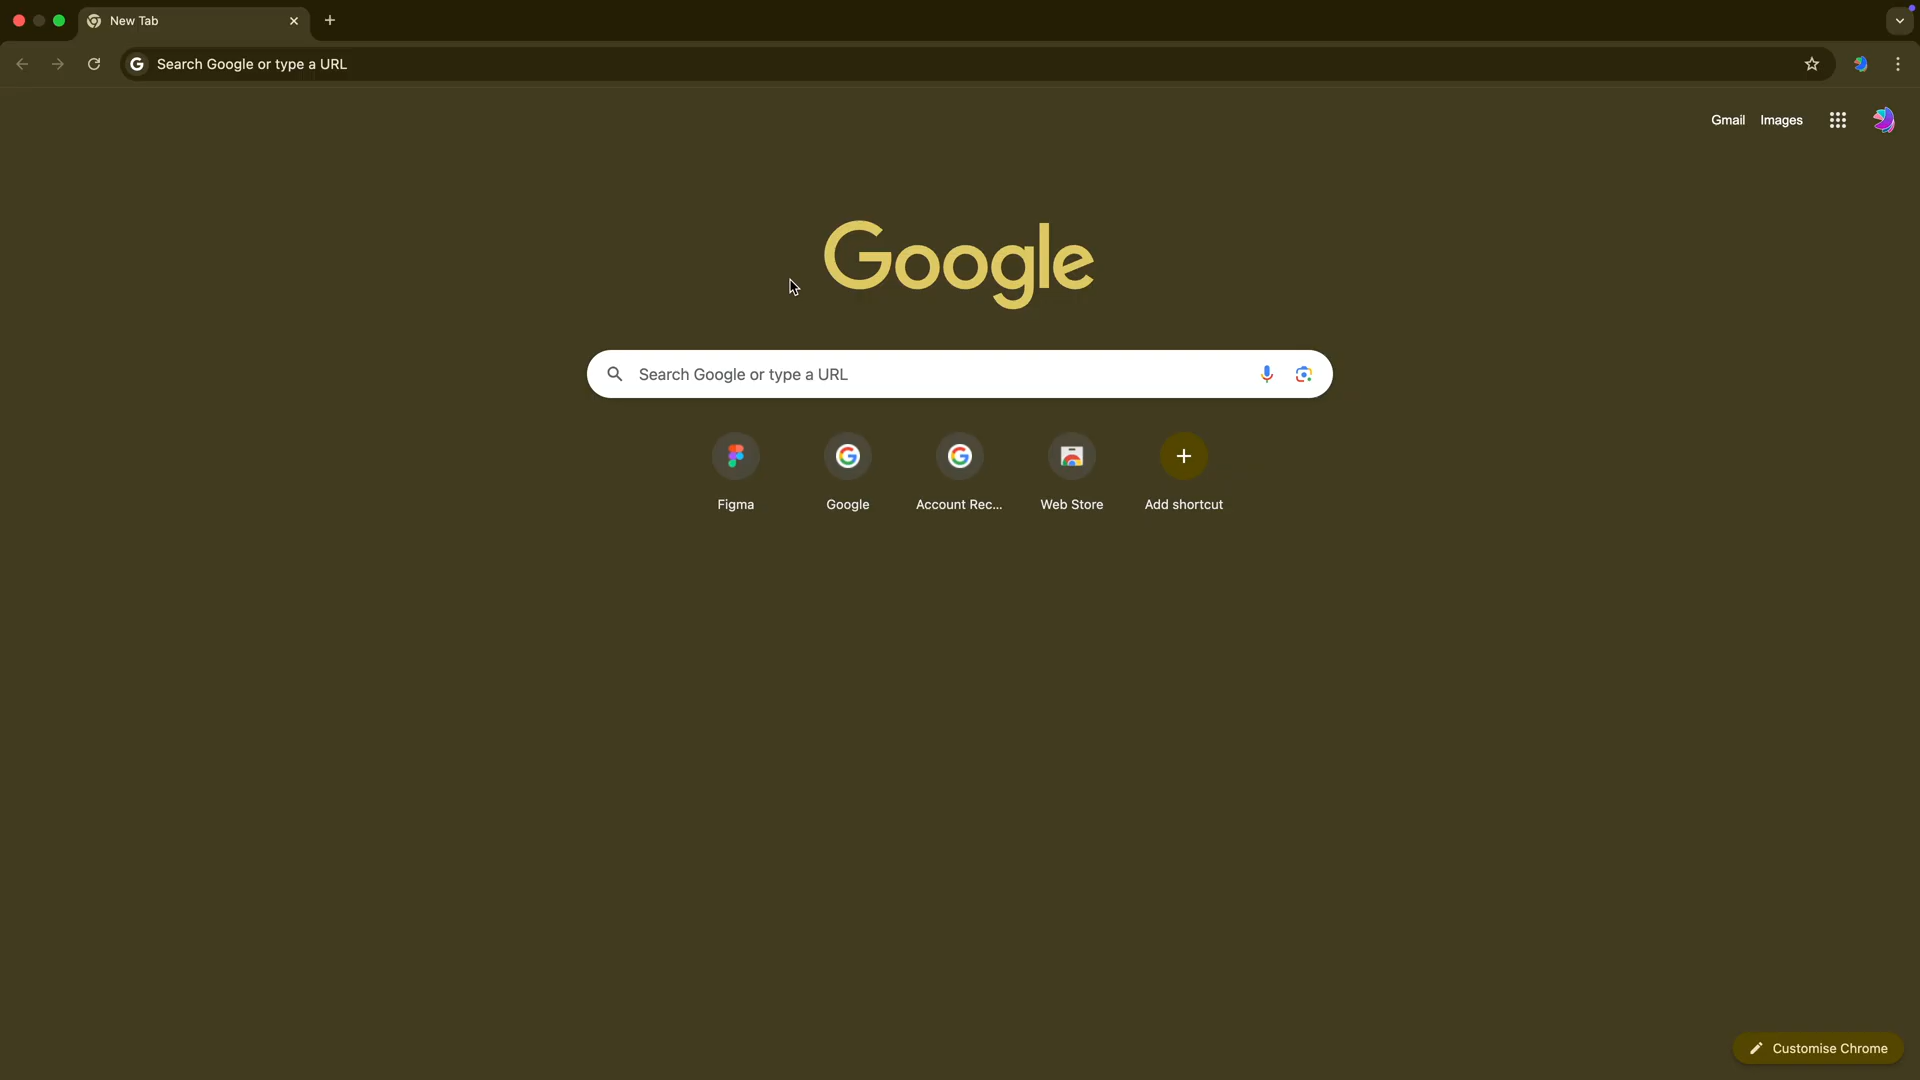 New Tab
Search Google or type a URL
Gmail Images
Google
Search Google or type a URL
Figma Google Account Rec... Web Store Add shortcut
Customise Chrome